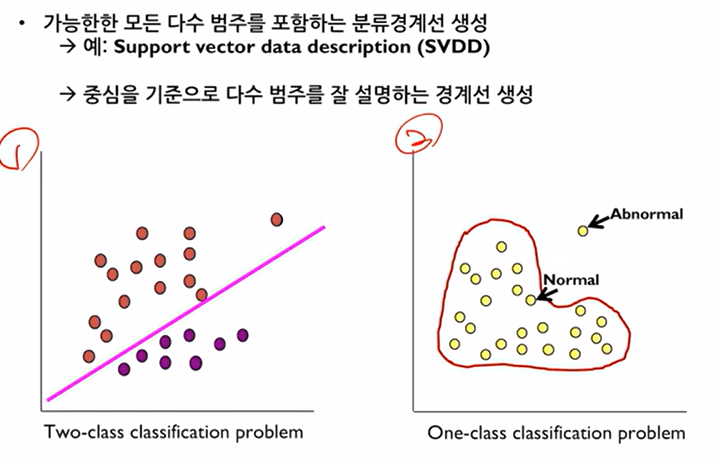 • 가능한한 모든 다수 범주를 포함하는 분류경계선 생성
→ 예: Support vector data description (SVDD)
→ 중심을 기준으로 다수 범주를 잘 설명하는 경계선 생성
1
2
Abnormal
Normal
Two-class classification problem
One-class classification problem